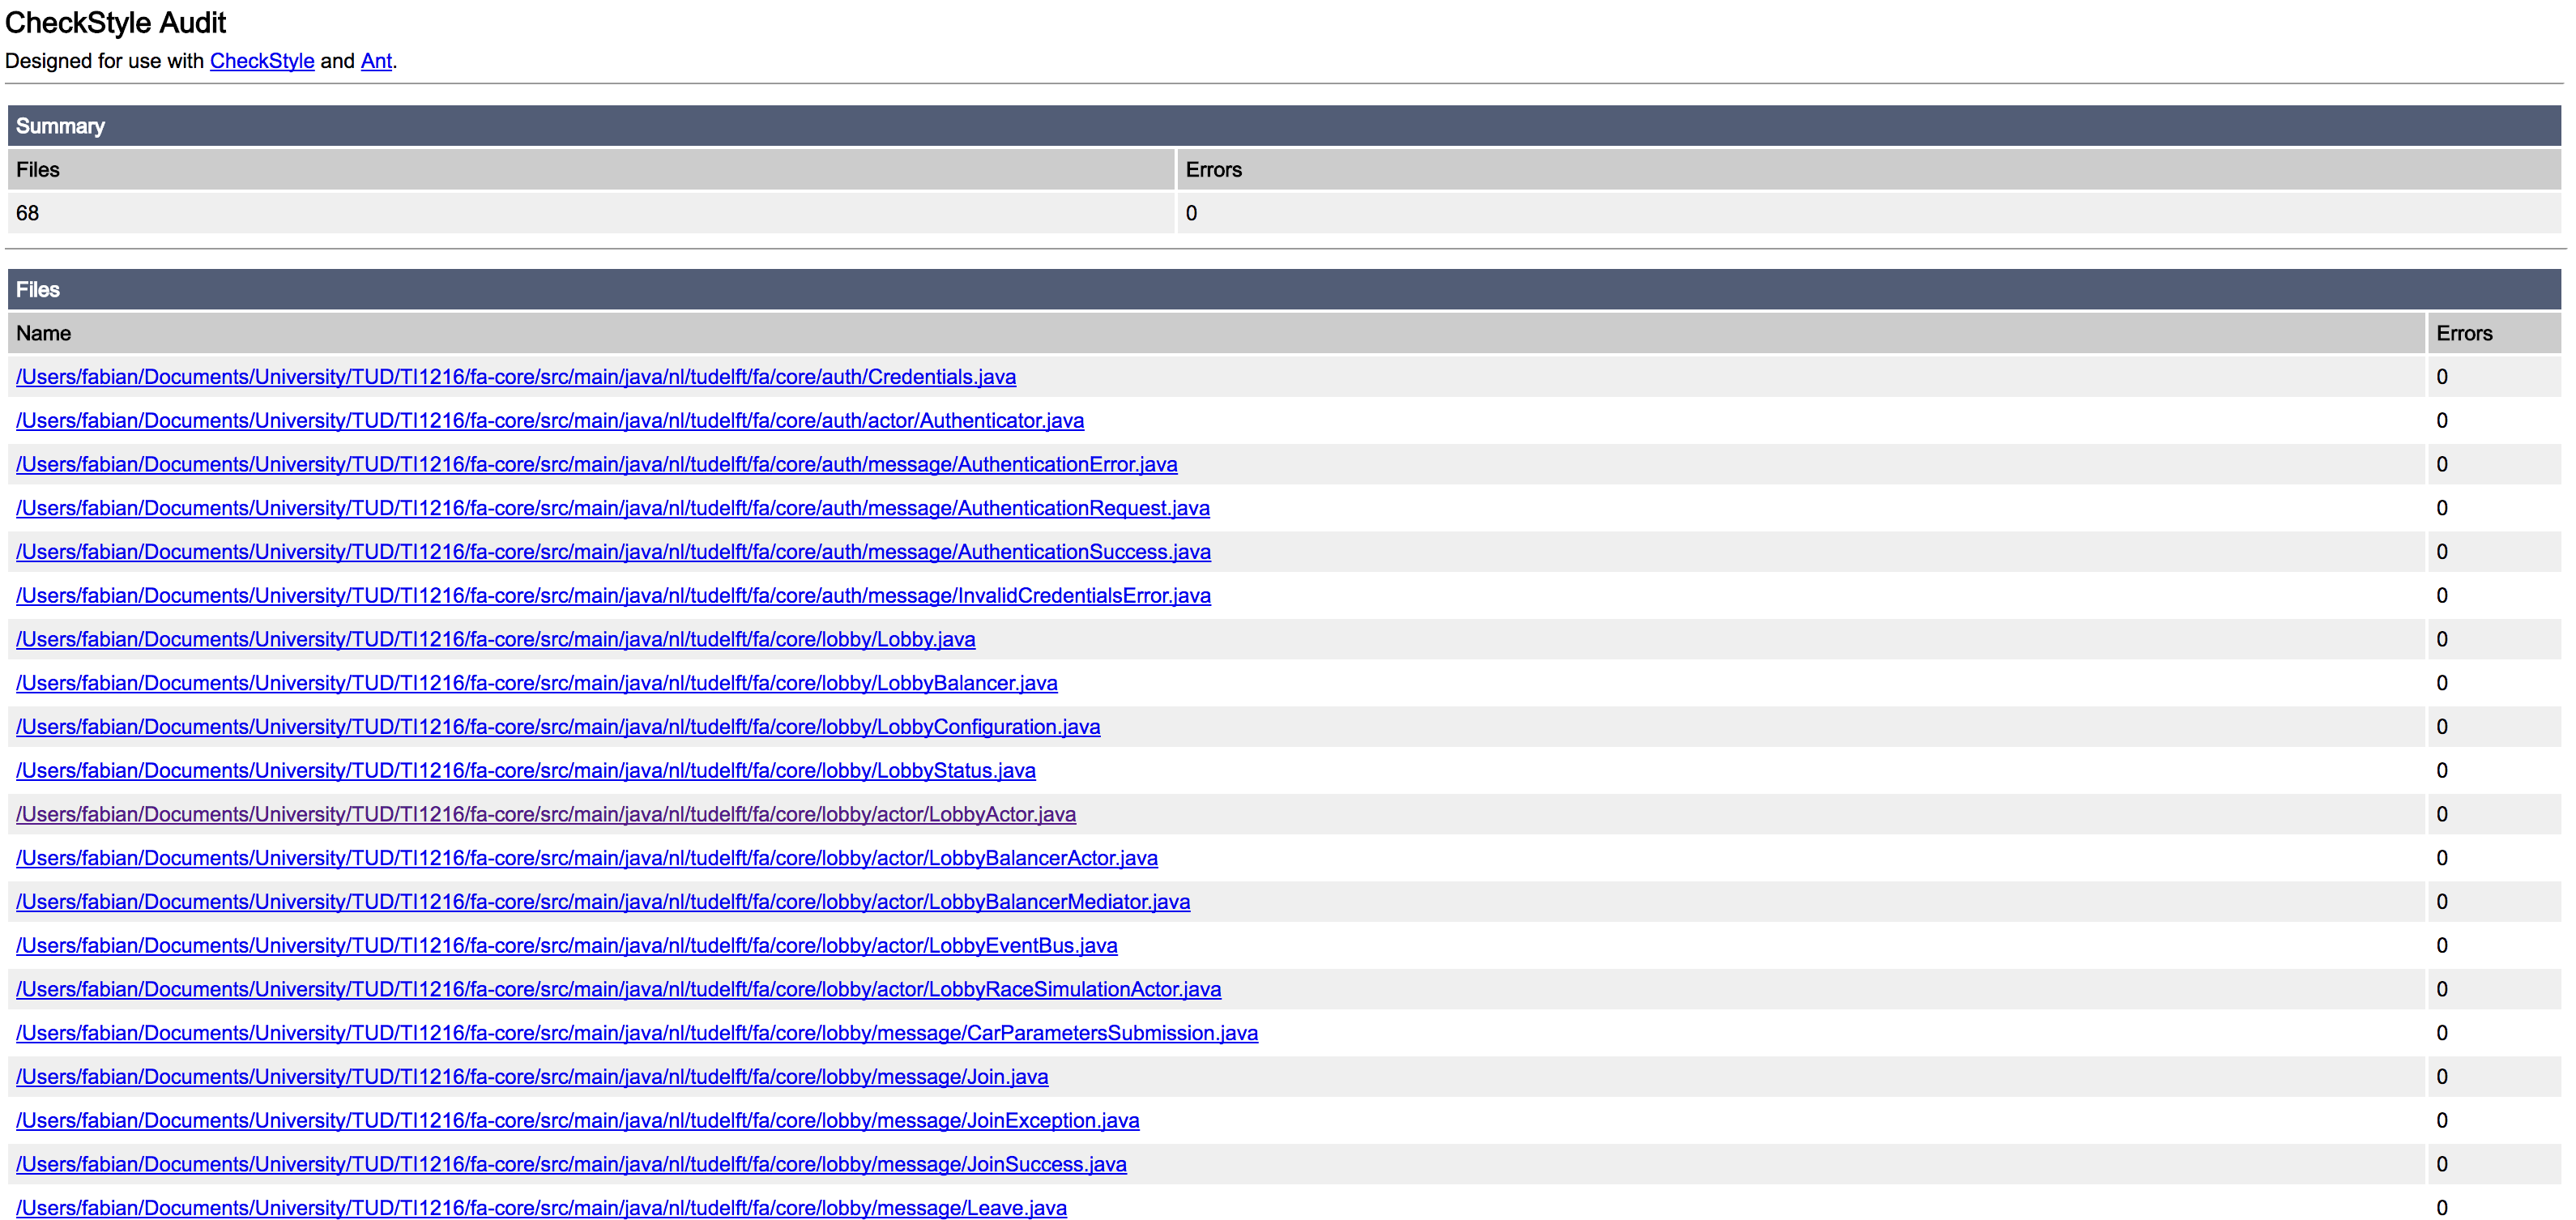 CheckStyle Audit
Designed for use with CheckStyle and Ant.
Summary
Files Errors
68 0
Files
Name Errors
/Users/fabian/Documents/University/TUD/TI1216/fa-core/src/main/java/nl/tudelft/fa/core/auth/Credentials.java 0
/Users/fabian/Documents/University/TUD/TI1216/fa-core/src/main/java/nl/tudelft/fa/core/auth/actor/Authenticator.java 0
/Users/fabian/Documents/University/TUD/TI1216/fa-core/src/main/java/nl/tudelft/fa/core/auth/message/AuthenticationError.java 0
/Users/fabian/Documents/University/TUD/TI1216/fa-core/src/main/java/nl/tudelft/fa/core/auth/message/AuthenticationRequest.java 0
/Users/fabian/Documents/University/TUD/TI1216/fa-core/src/main/java/nl/tudelft/fa/core/auth/message/AuthenticationSuccess.java 0
/Users/fabian/Documents/University/TUD/TI1216/fa-core/src/main/java/nl/tudelft/fa/core/auth/message/InvalidCredentialsError.java 0
/Users/fabian/Documents/University/TUD/TI1216/fa-core/src/main/java/nl/tudelft/fa/core/lobby/Lobby.java 0
/Users/fabian/Documents/University/TUD/TI1216/fa-core/src/main/java/nl/tudelft/fa/core/lobby/LobbyBalancer.java 0
/Users/fabian/Documents/University/TUD/TI1216/fa-core/src/main/java/nl/tudelft/fa/core/lobby/LobbyConfiguration.java 0
/Users/fabian/Documents/University/TUD/TI1216/fa-core/src/main/java/nl/tudelft/fa/core/lobby/LobbyStatus.java 0
/Users/fabian/Documents/University/TUD/TI1216/fa-core/src/main/java/nl/tudelft/fa/core/lobby/actor/LobbyActor.java 0
/Users/fabian/Documents/University/TUD/TI1216/fa-core/src/main/java/nl/tudelft/fa/core/lobby/actor/LobbyBalancerActor.java 0
/Users/fabian/Documents/University/TUD/TI1216/fa-core/src/main/java/nl/tudelft/fa/core/lobby/actor/LobbyBalancerMediator.java 0
/Users/fabian/Documents/University/TUD/TI1216/fa-core/src/main/java/nl/tudelft/fa/core/lobby/actor/LobbyEventBus.java 0
/Users/fabian/Documents/University/TUD/TI1216/fa-core/src/main/java/nl/tudelft/fa/core/lobby/actor/LobbyRaceSimulationActor.java 0
/Users/fabian/Documents/University/TUD/TI1216/fa-core/src/main/java/nl/tudelft/fa/core/lobby/message/CarParametersSubmission.java 0
/Users/fabian/Documents/University/TUD/TI1216/fa-core/src/main/java/nl/tudelft/fa/core/lobby/message/Join.java 0
/Users/fabian/Documents/University/TUD/TI1216/fa-core/src/main/java/nl/tudelft/fa/core/lobby/message/JoinException.java 0
/Users/fabian/Documents/University/TUD/TI1216/fa-core/src/main/java/nl/tudelft/fa/core/lobby/message/JoinSuccess.java 0
/Users/fabian/Documents/University/TUD/TI1216/fa-core/src/main/java/nl/tudelft/fa/core/lobby/message/Leave.java 0